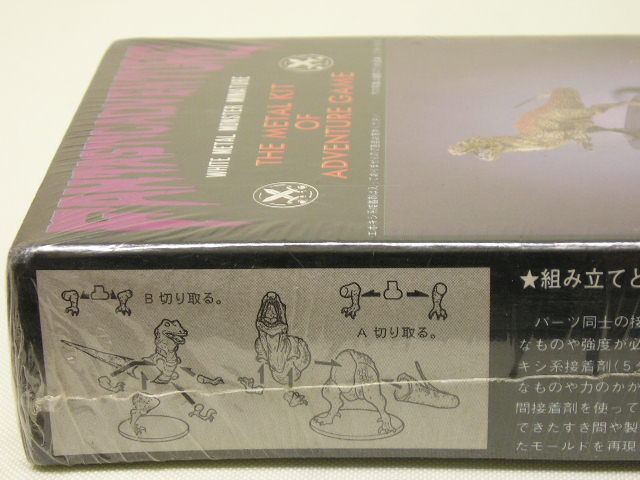 WHITE METAL MONSTER MINIATURE
THE METAL KIT
OF
ADVENTURE GAME
B 切り取る。
A 切り取る。
★組み立てと
パーツ同士の接
なものや強度が必
キシ系接着剤(5分
なものや力のかか
間接着剤を使って
できたすき間や製
たモールドを再現